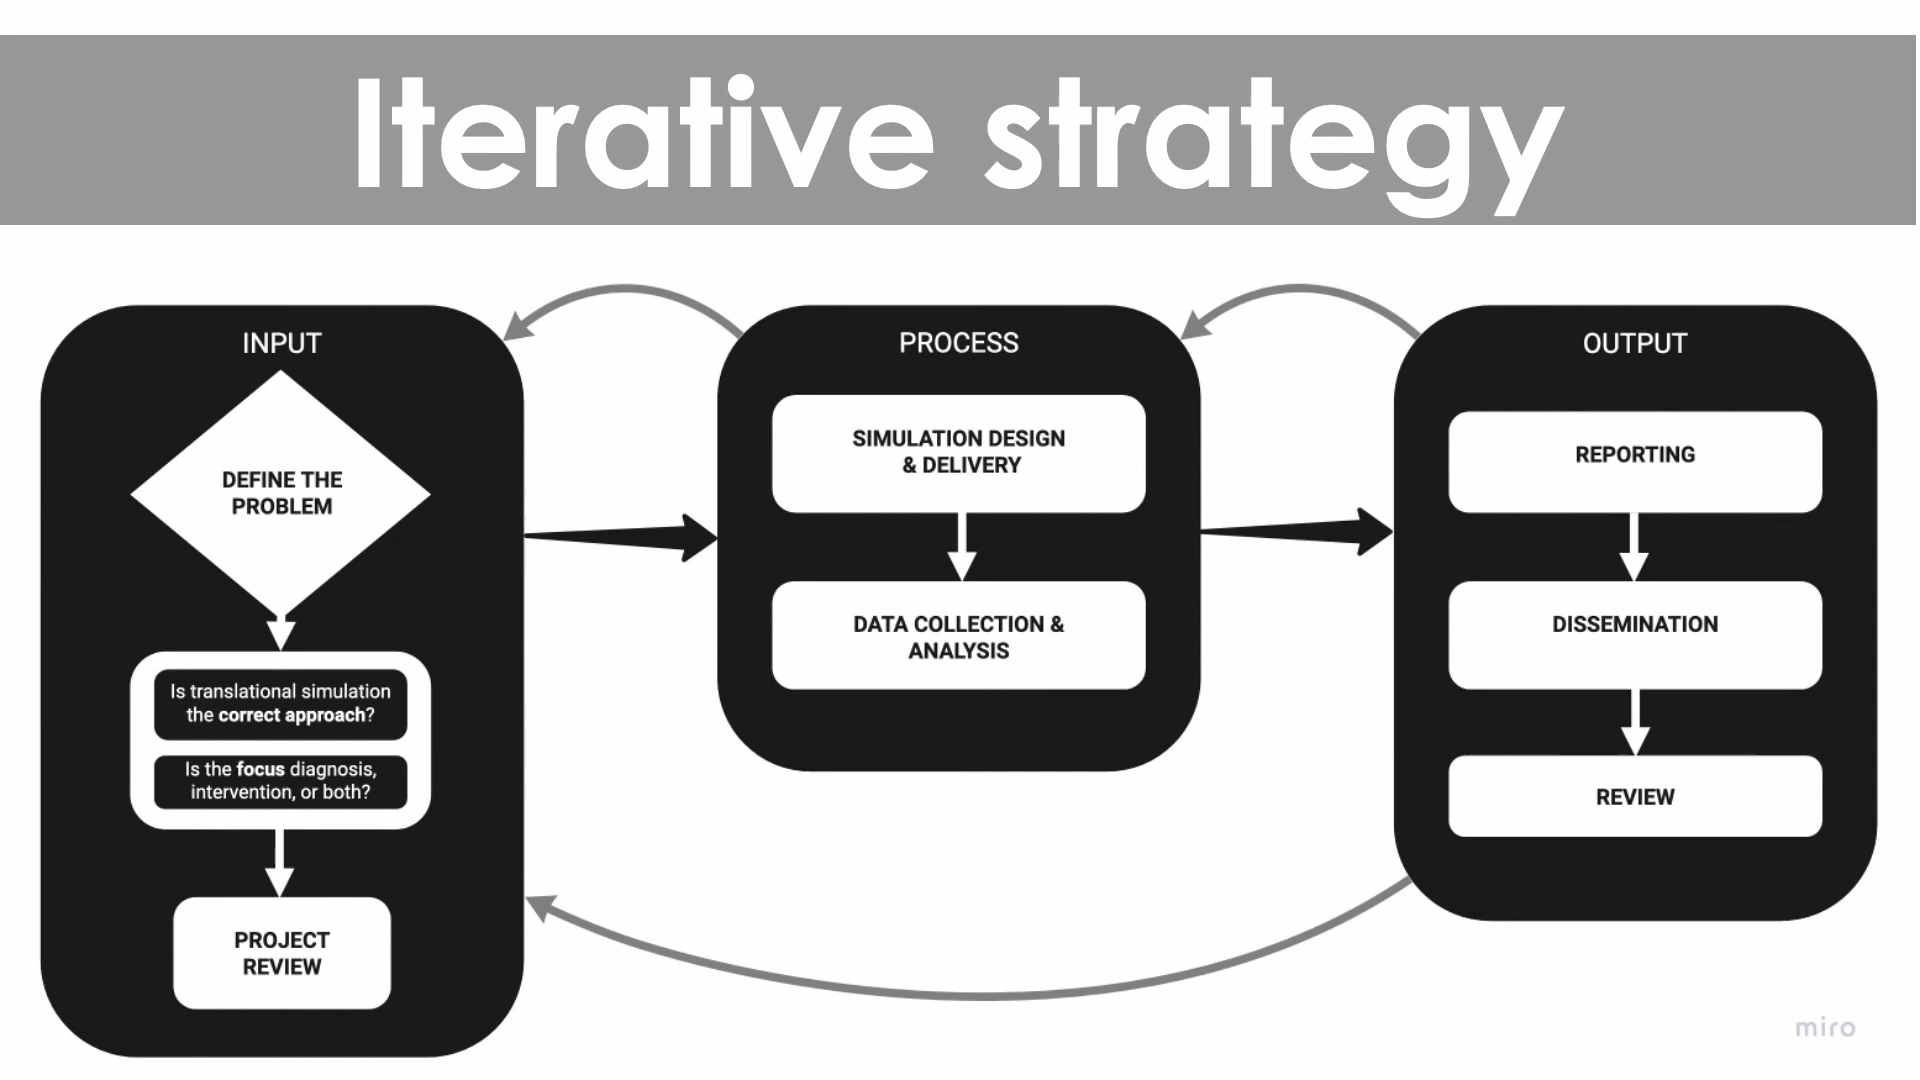 Iterative strategy
INPUT
DEFINE THE
PROBLEM
Is translational simulation
the correct approach?
Is the focus diagnosis,
intervention, or both?
PROJECT
REVIEW
PROCESS
SIMULATION DESIGN
& DELIVERY
DATA COLLECTION &
ANALYSIS
OUTPUT
REPORTING
DISSEMINATION
REVIEW
miro